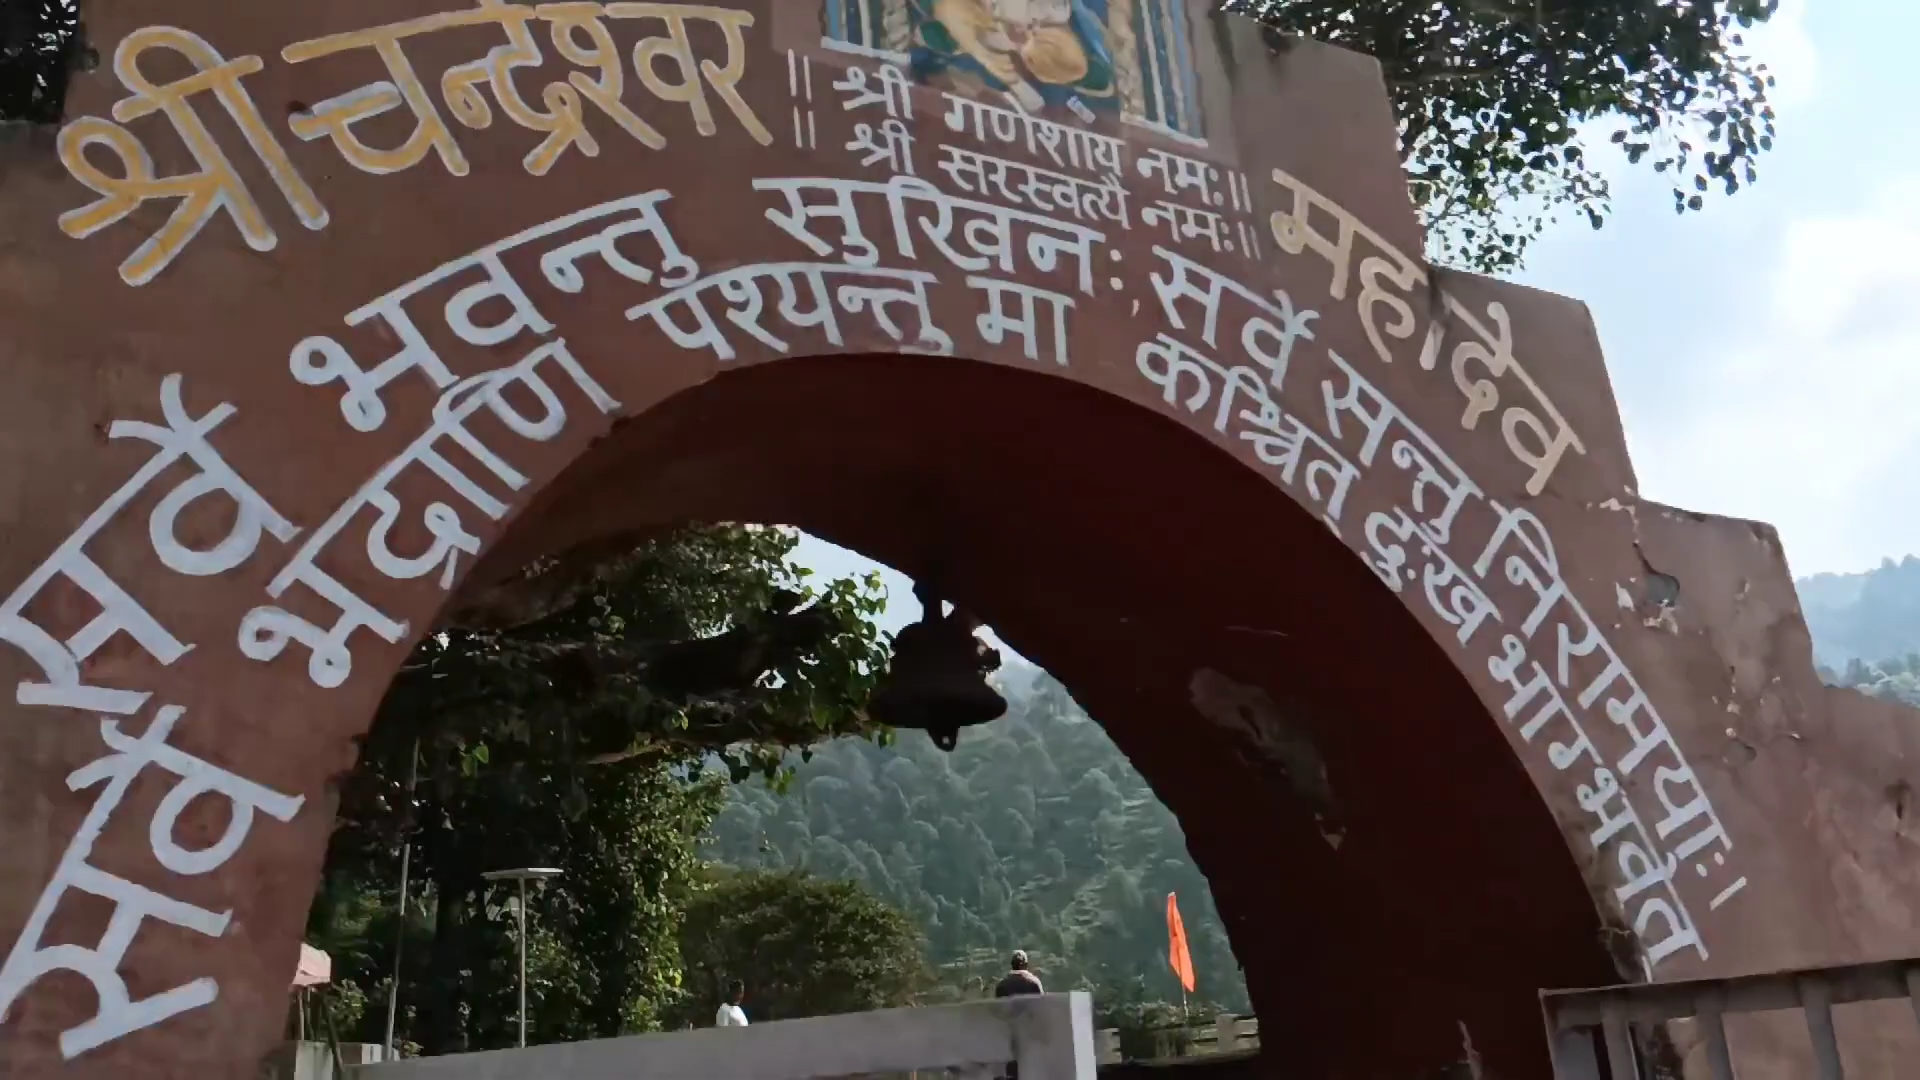 श्री चन्द्रेश्वर महादेव
॥ श्री गणेशाय नमः॥
॥ श्री सरस्वत्यै नमः॥
सर्वे भवन्तु सुखिनः सर्वे सन्तु निरामयाः।
सर्वे भद्राणि पश्यन्तु मा कश्चित् दुःख भाग्भवेत